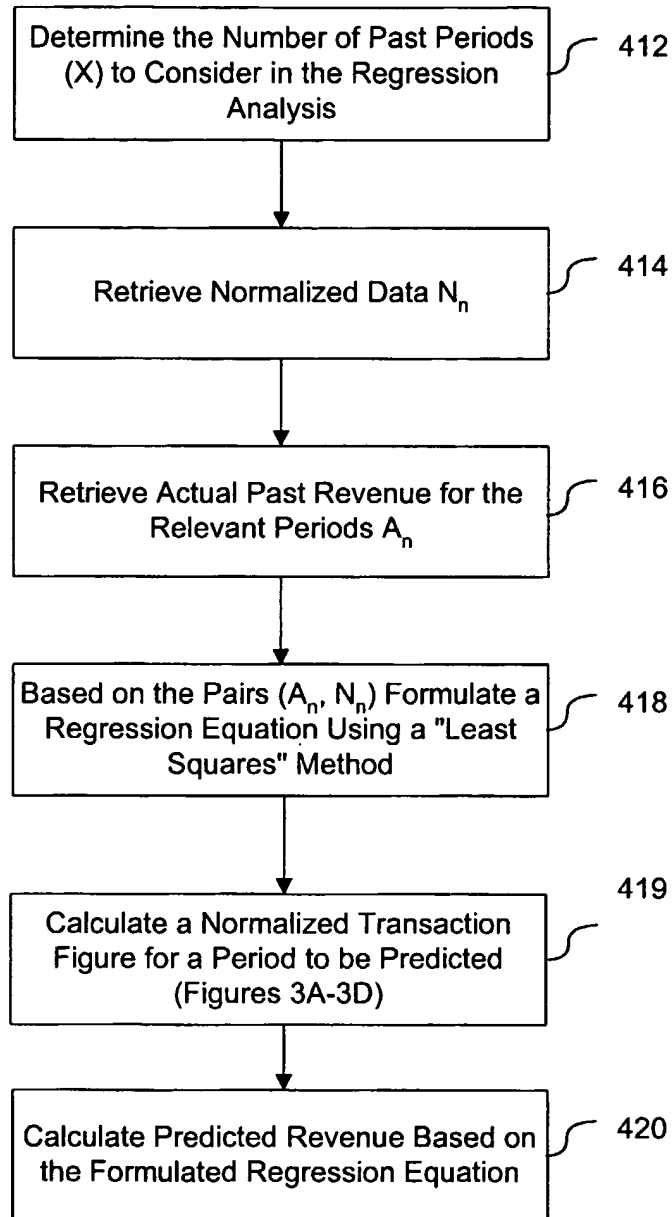 Determine the Number of Past Periods
(X) to Consider in the Regression
Analysis
412
Retrieve Normalized Data Nn
414
Retrieve Actual Past Revenue for the
Relevant Periods An
416
Based on the Pairs (An, Nn) Formulate a
Regression Equation Using a "Least
Squares" Method
418
Calculate a Normalized Transaction
Figure for a Period to be Predicted
(Figures 3A-3D)
419
Calculate Predicted Revenue Based on
the Formulated Regression Equation
420